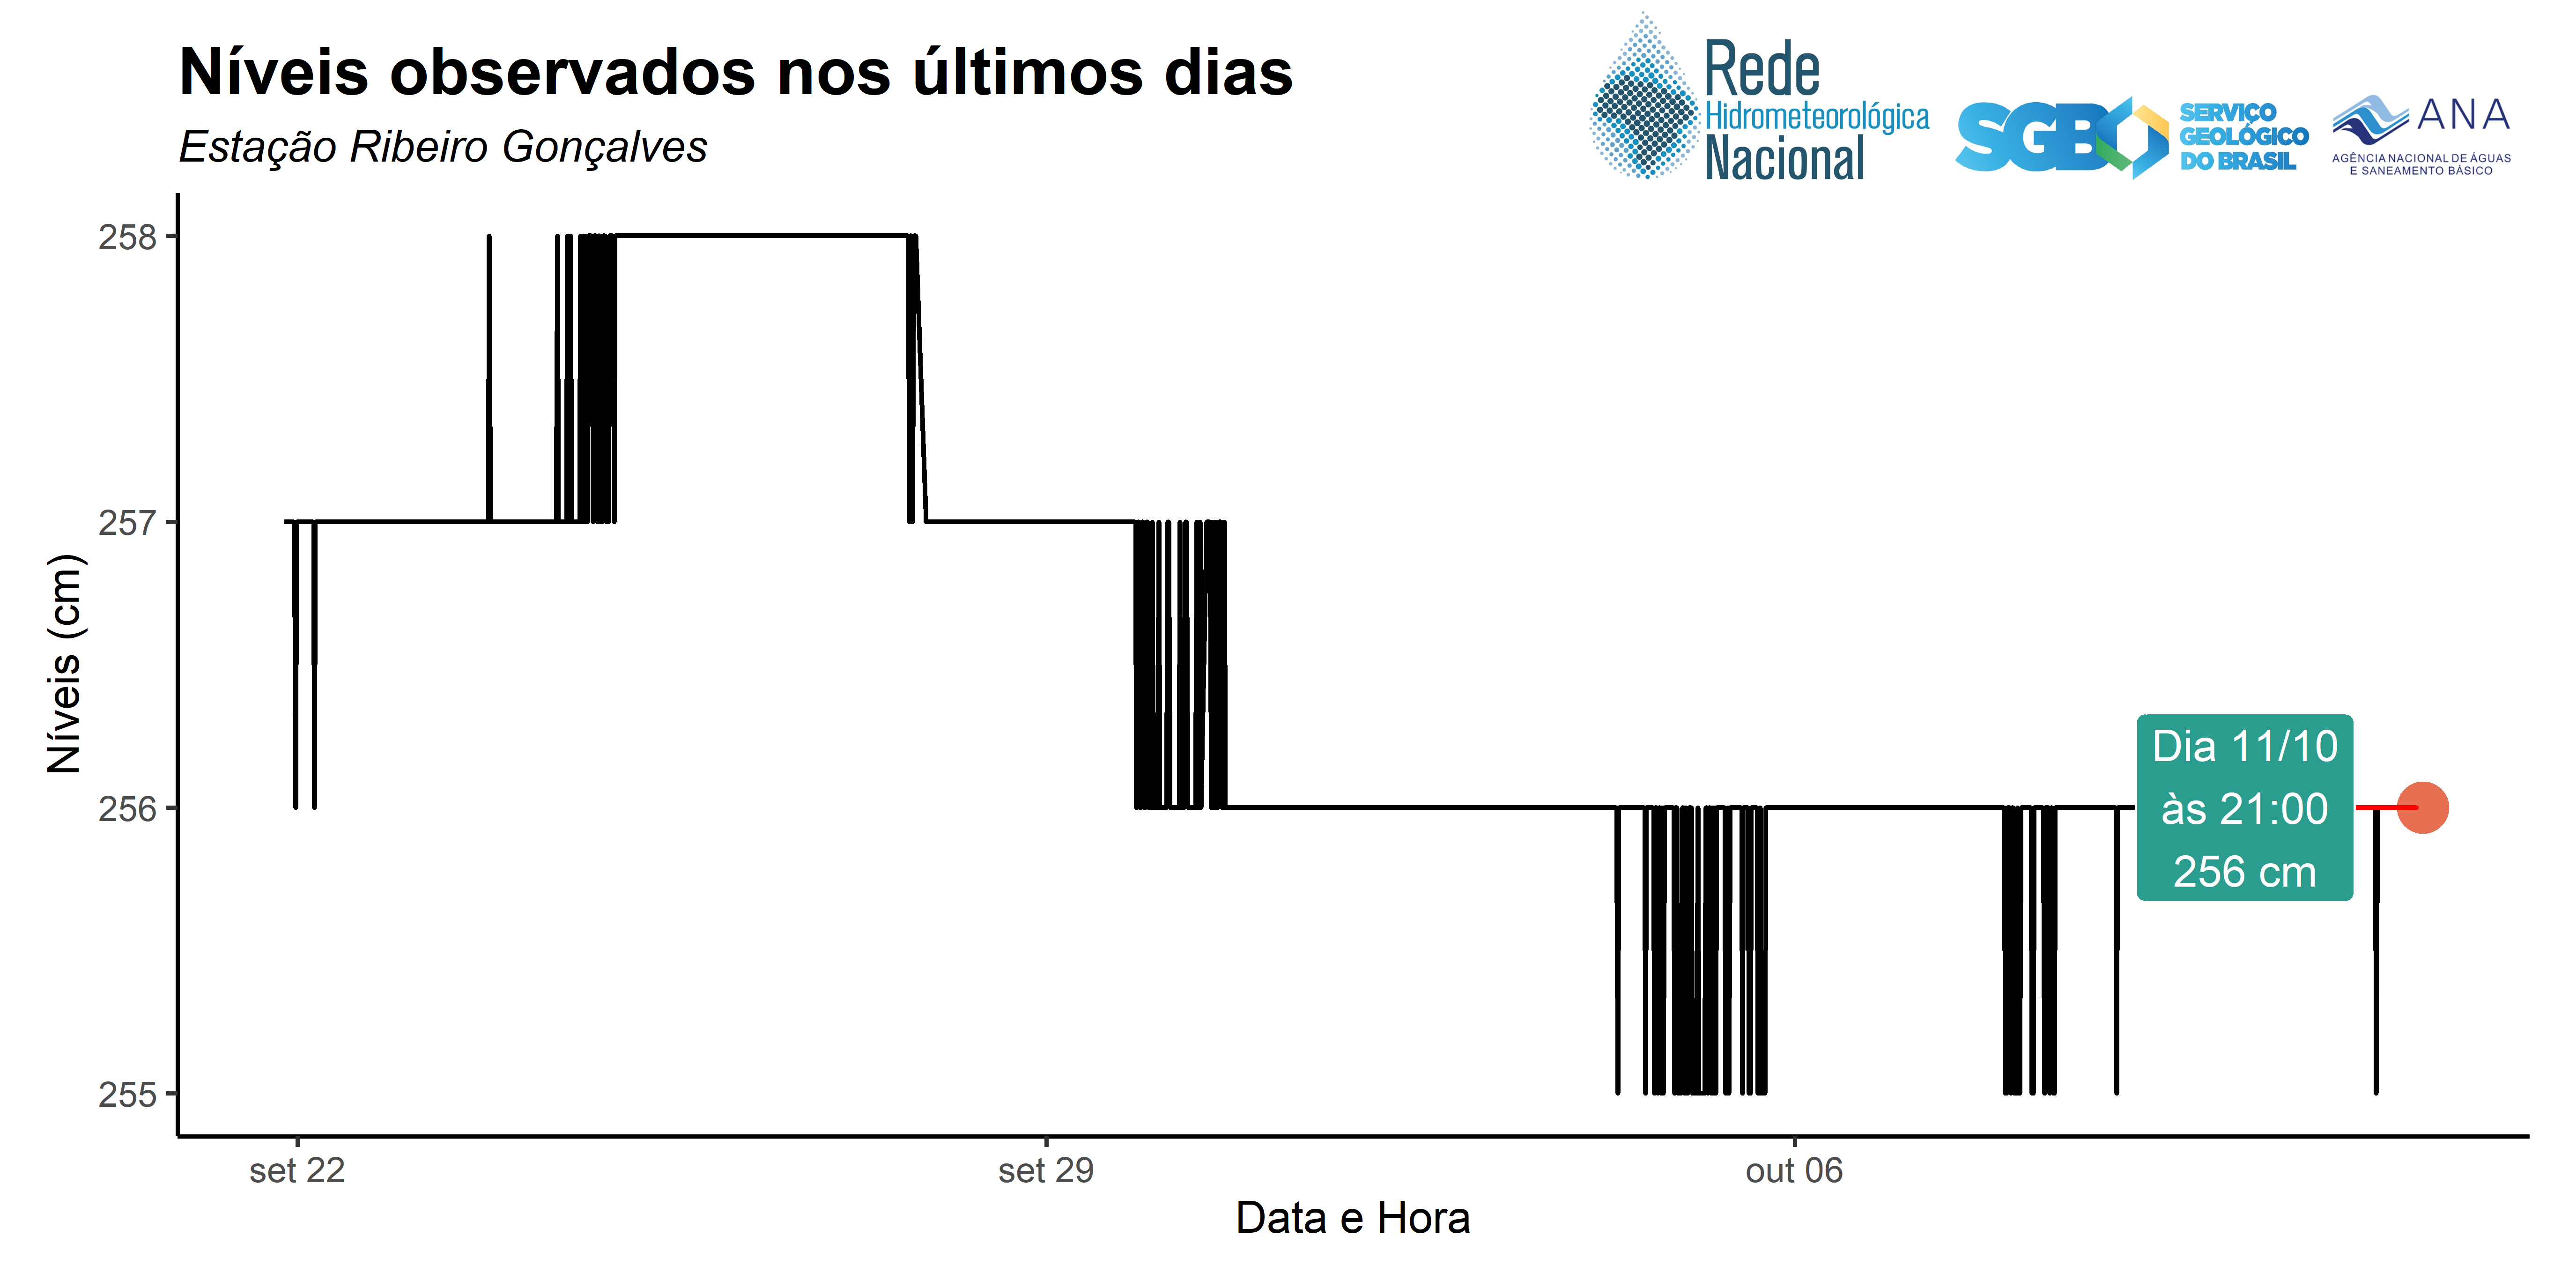 Níveis observados nos últimos dias
Estação Ribeiro Gonçalves
Rede
Hidrometeorológica
Nacional
SGB
SERVIÇO
GEOLÓGICO
DO BRASIL
ANA
AGÊNCIA NACIONAL DE ÁGUAS
E SANEAMENTO BÁSICO
Níveis (cm)
258
257
256
255
Dia 11/10
às 21:00
256 cm
set 22
set 29
out 06
Data e Hora